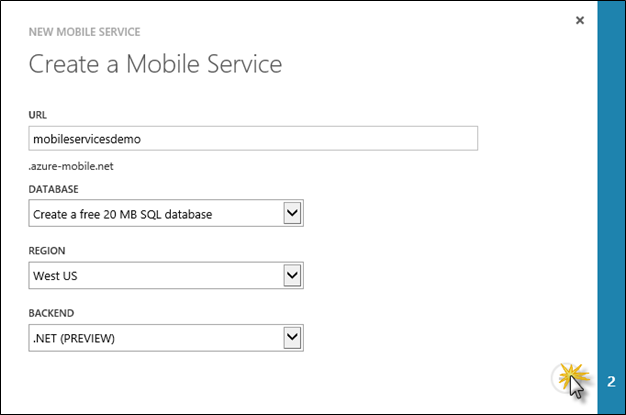 NEW MOBILE SERVICE
Create a Mobile Service
URL
mobileservicesdemo
.azure-mobile.net
DATABASE
Create a free 20 MB SQL database
REGION
West US
BACKEND
.NET (PREVIEW)
2